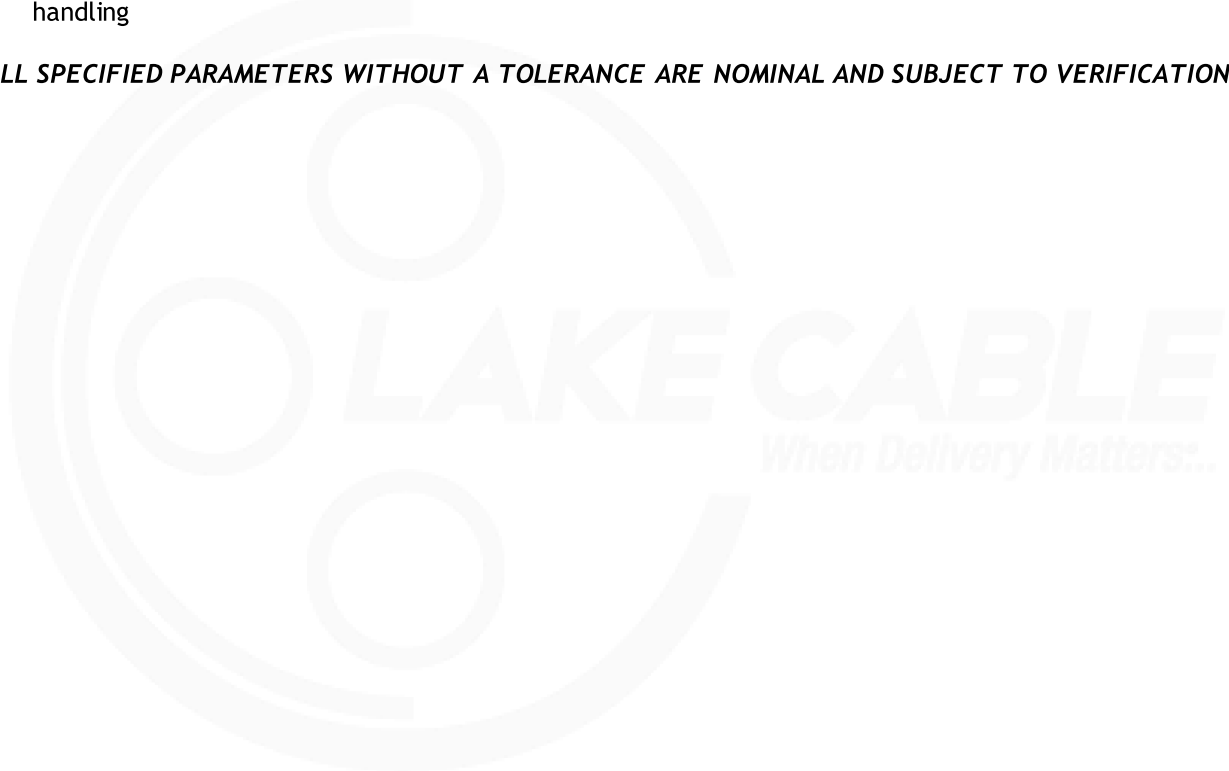 handling
LL SPECIFIED PARAMETERS WITHOUT A TOLERANCE ARE NOMINAL AND SUBJECT TO VERIFICATION
LAKE CABLE
When Delivery Matters...